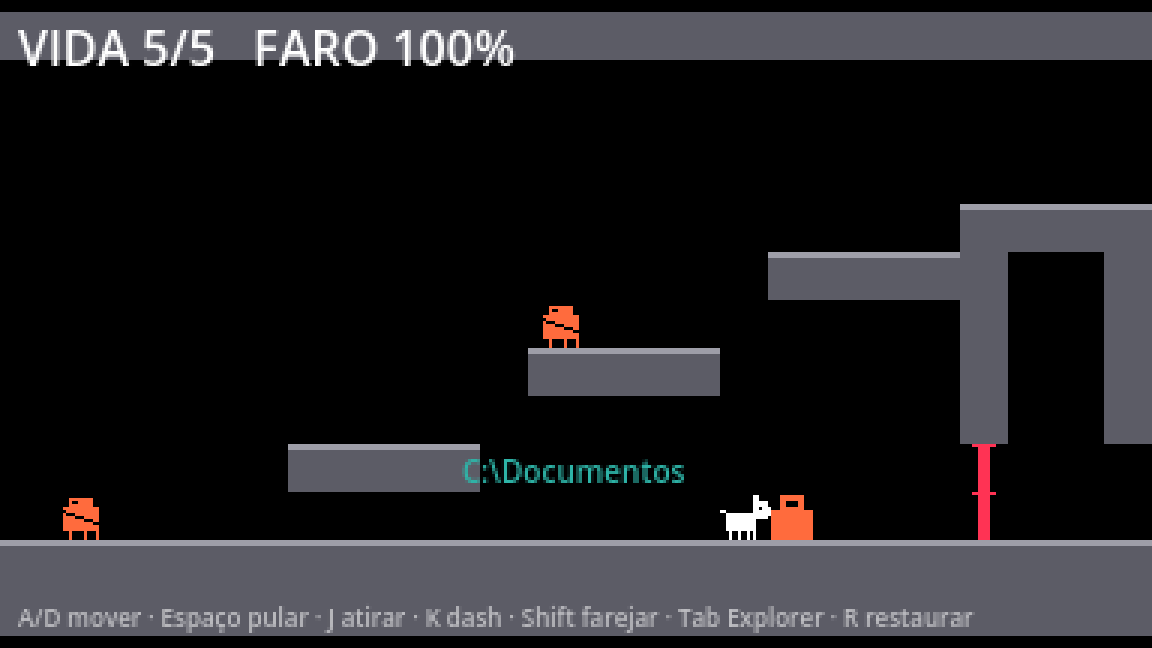 VIDA 5/5 FARO 100%
C:\Documentos
A/D mover · Espaço pular · J atirar · K dash · Shift farejar · Tab Explorer · R restaurar